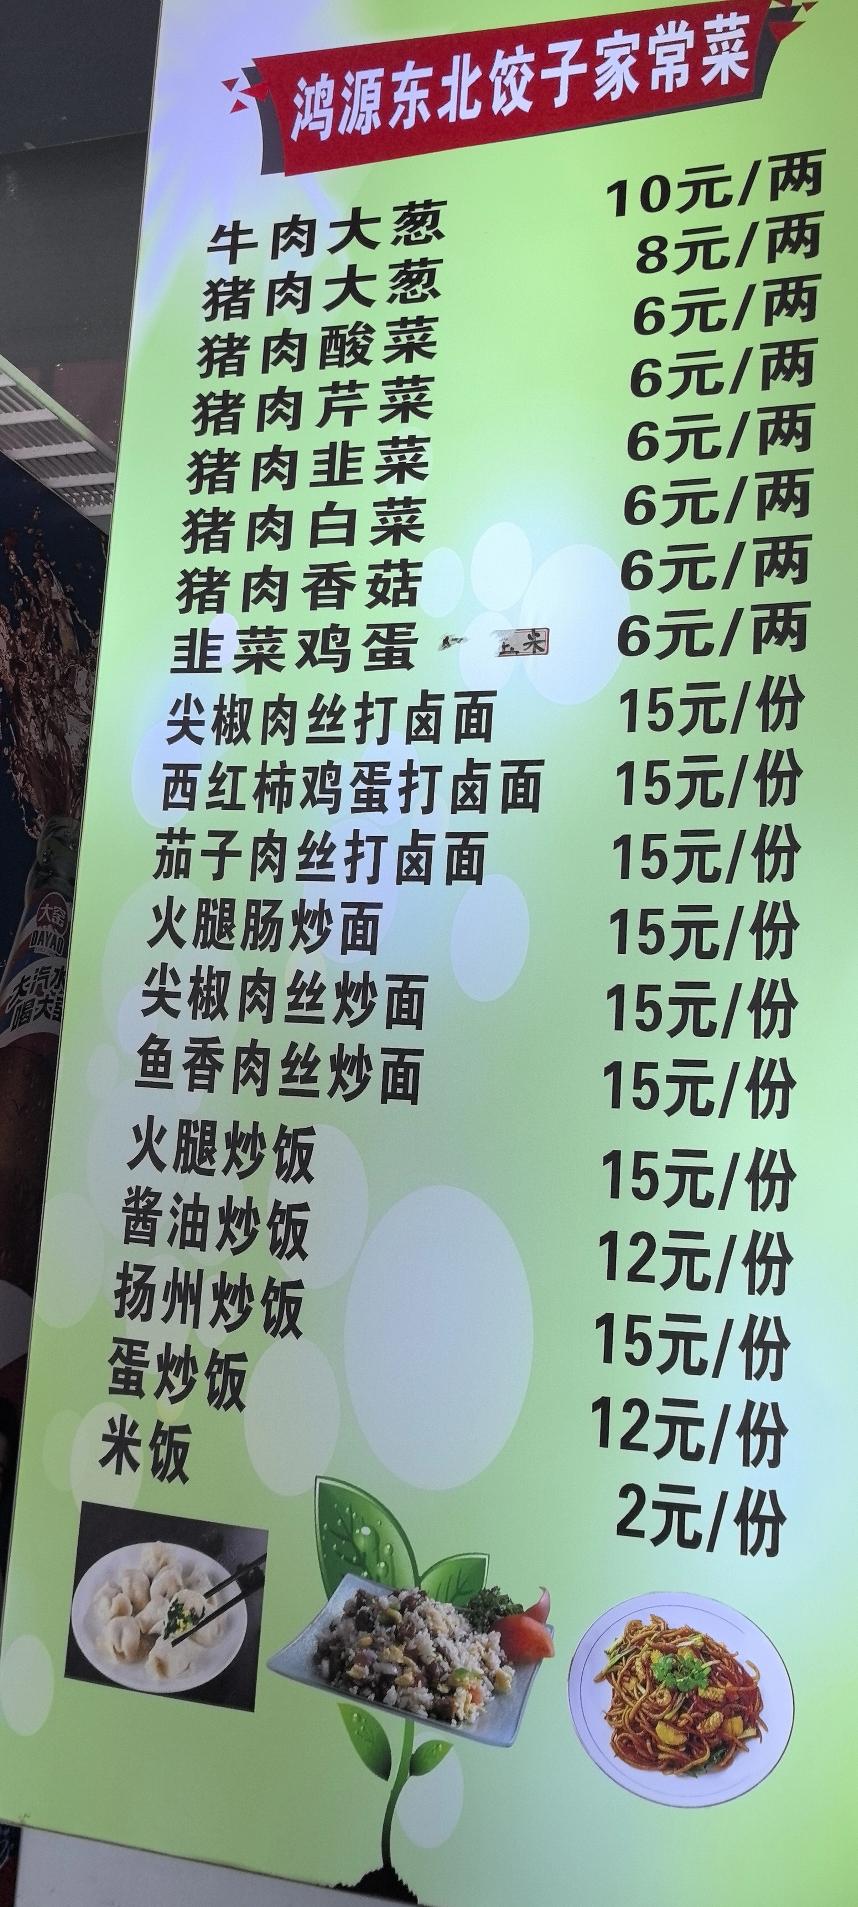 鸿源东北饺子家常菜
牛肉大葱 10元/两
猪肉大葱 8元/两
猪肉酸菜 6元/两
猪肉芹菜 6元/两
猪肉韭菜 6元/两
猪肉白菜 6元/两
猪肉香菇 6元/两
韭菜鸡蛋 6元/两
尖椒肉丝打卤面 15元/份
西红柿鸡蛋打卤面 15元/份
茄子肉丝打卤面 15元/份
火腿肠炒面 15元/份
尖椒肉丝炒面 15元/份
鱼香肉丝炒面 15元/份
火腿炒饭 15元/份
酱油炒饭 12元/份
扬州炒饭 15元/份
蛋炒饭 12元/份
米饭 2元/份
大窑
DAYAO
汽水
喝大